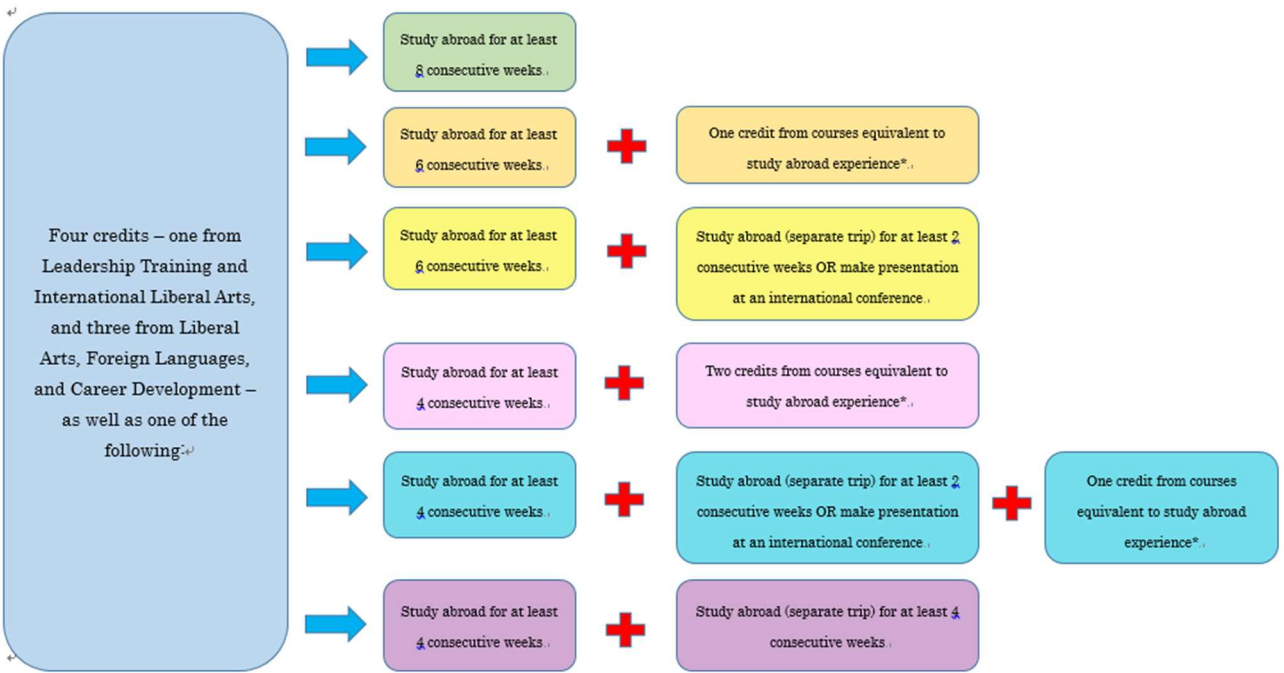 Four credits – one from
Leadership Training and
International Liberal Arts,
and three from Liberal
Arts, Foreign Languages,
and Career Development –
as well as one of the
following:
Study abroad for at least
8 consecutive weeks.
Study abroad for at least
6 consecutive weeks.
One credit from courses equivalent to
study abroad experience*.
Study abroad for at least
6 consecutive weeks.
Study abroad (separate trip) for at least 2
consecutive weeks OR make presentation
at an international conference.
Study abroad for at least
4 consecutive weeks.
Two credits from courses equivalent to
study abroad experience*.
Study abroad for at least
4 consecutive weeks.
Study abroad (separate trip) for at least 2
consecutive weeks OR make presentation
at an international conference.
One credit from courses
equivalent to study abroad
experience*.
Study abroad for at least
4 consecutive weeks.
Study abroad (separate trip) for at least 4
consecutive weeks.